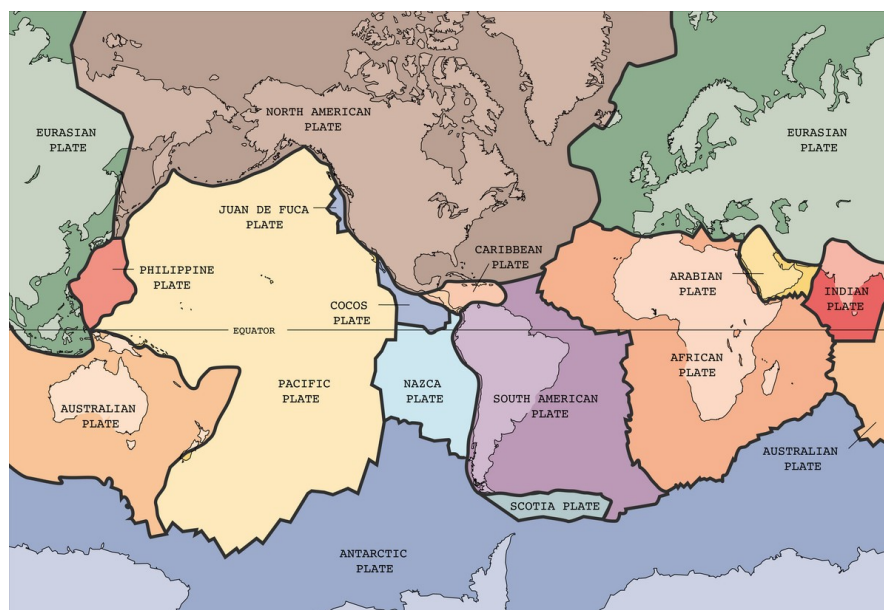 NORTH AMERICAN
PLATE
EURASIAN
PLATE
EURASIAN
PLATE
JUAN DE FUCA
PLATE
CARIBBEAN
PLATE
PHILIPPINE
PLATE
ARABIAN
PLATE
INDIAN
PLATE
COCOS
PLATE
EQUATOR
PACIFIC
PLATE
NAZCA
PLATE
SOUTH AMERICAN
PLATE
AFRICAN
PLATE
AUSTRALIAN
PLATE
AUSTRALIAN
PLATE
SCOTIA PLATE
ANTARCTIC
PLATE